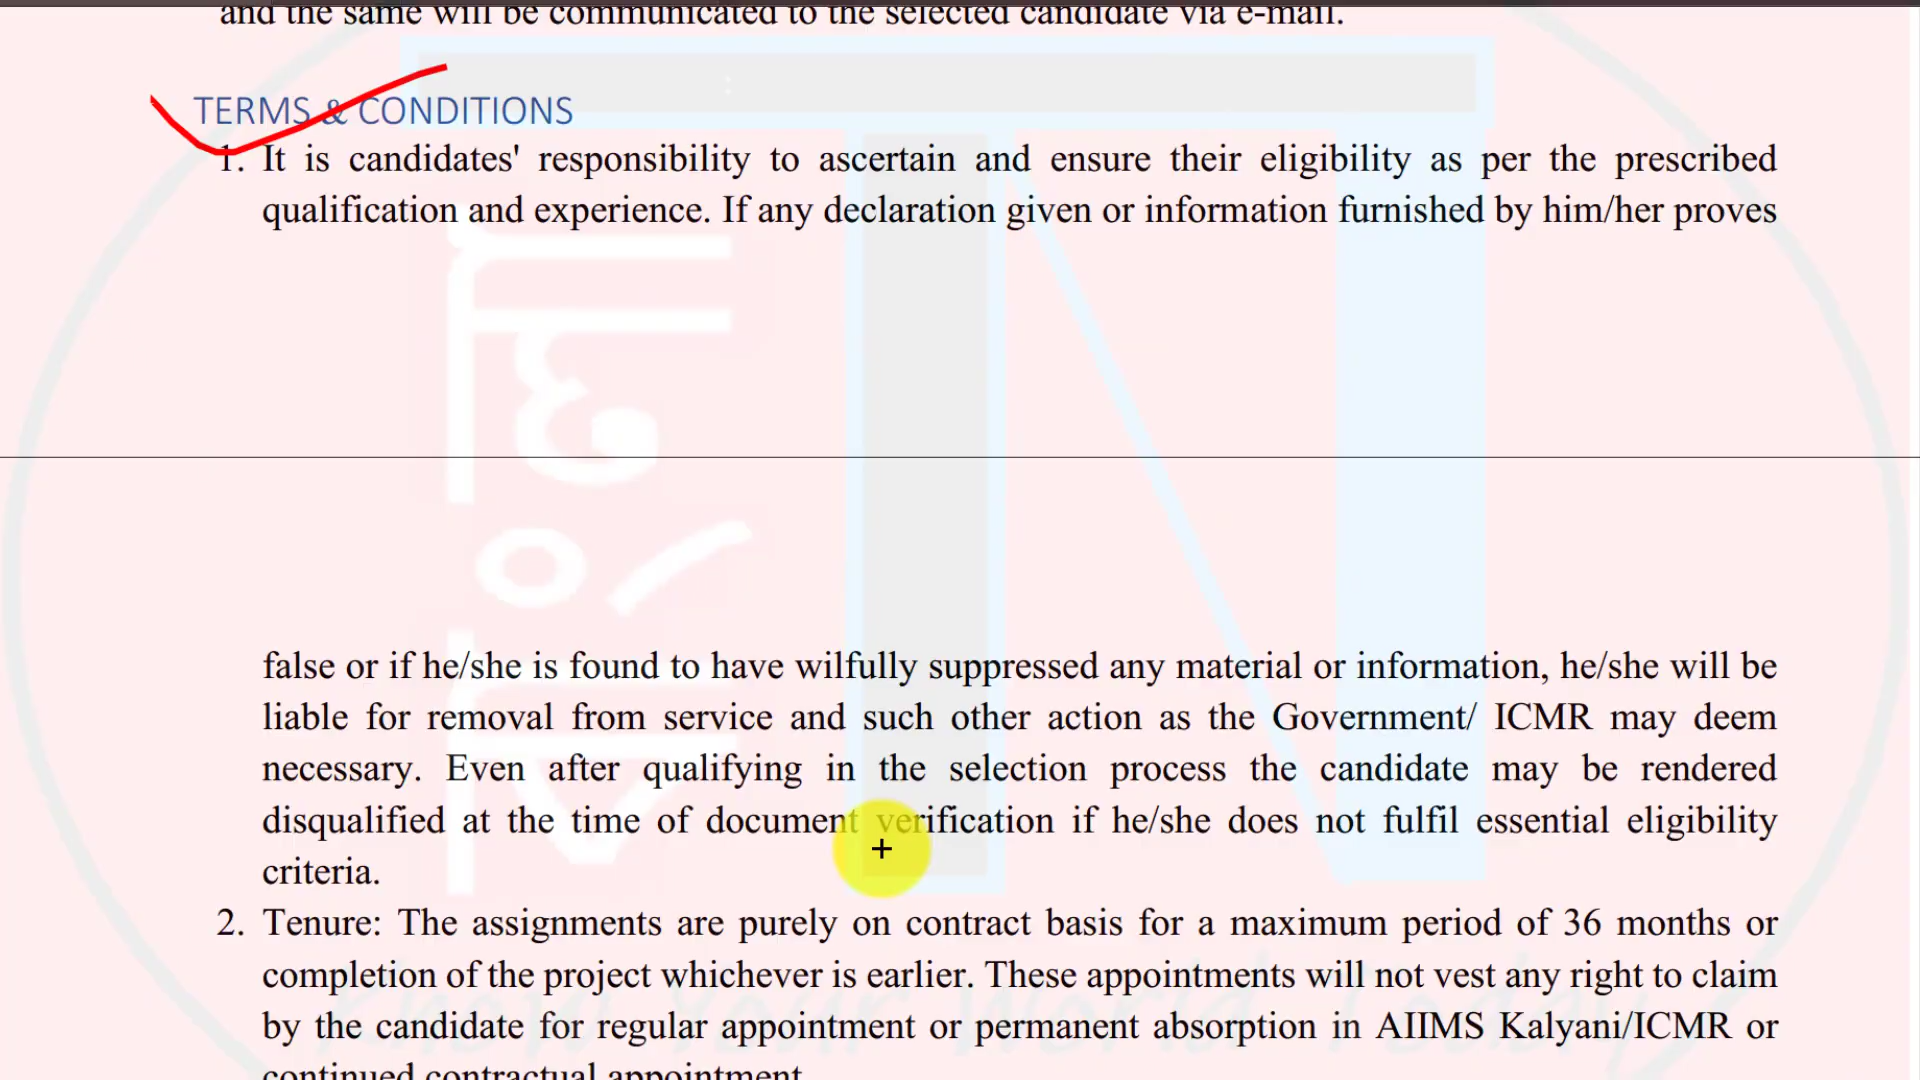 and the same will be communicated to the selected candidate via e-mail.
TERMS & CONDITIONS
1. It is candidates' responsibility to ascertain and ensure their eligibility as per the prescribed
qualification and experience. If any declaration given or information furnished by him/her proves
false or if he/she is found to have wilfully suppressed any material or information, he/she will be
liable for removal from service and such other action as the Government/ ICMR may deem
necessary. Even after qualifying in the selection process the candidate may be rendered
disqualified at the time of document verification if he/she does not fulfil essential eligibility
criteria.
2. Tenure: The assignments are purely on contract basis for a maximum period of 36 months or
completion of the project whichever is earlier. These appointments will not vest any right to claim
by the candidate for regular appointment or permanent absorption in AIIMS Kalyani/ICMR or
continued contractual appointment.
Know Your World Today